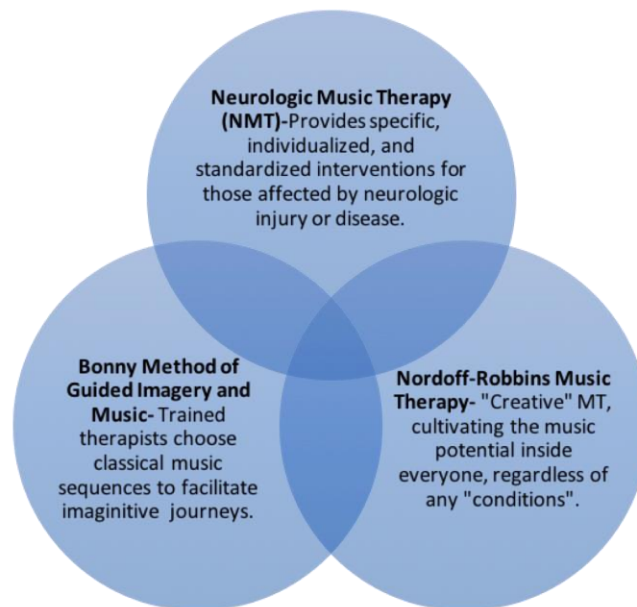 Neurologic Music Therapy
(NMT)-Provides specific,
individualized, and
standardized interventions for
those affected by neurologic
injury or disease.
Bonny Method of
Guided Imagery and
Music- Trained
therapists choose
classical music
sequences to facilitate
imaginitive journeys.
Nordoff-Robbins Music
Therapy- "Creative" MT,
cultivating the music
potential inside
everyone, regardless of
any "conditions".